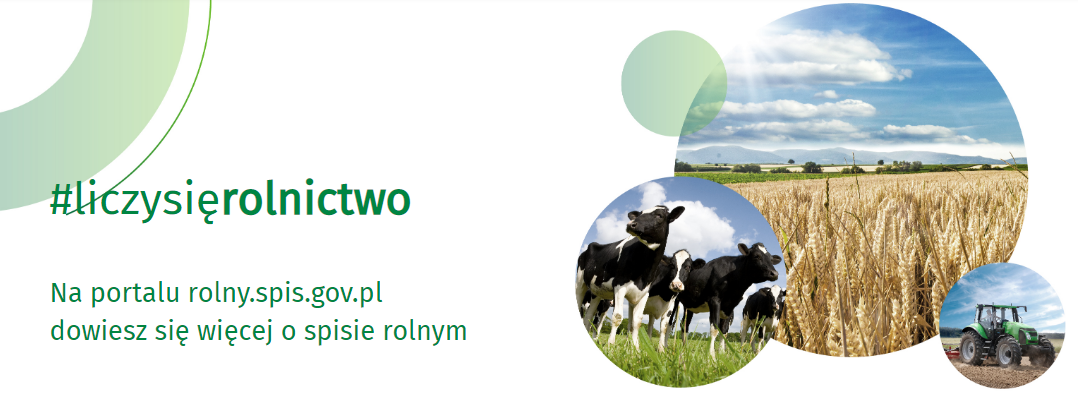 #liczysięrolnictwo
Na portalu rolny.spis.gov.pl
dowiesz się więcej o spisie rolnym